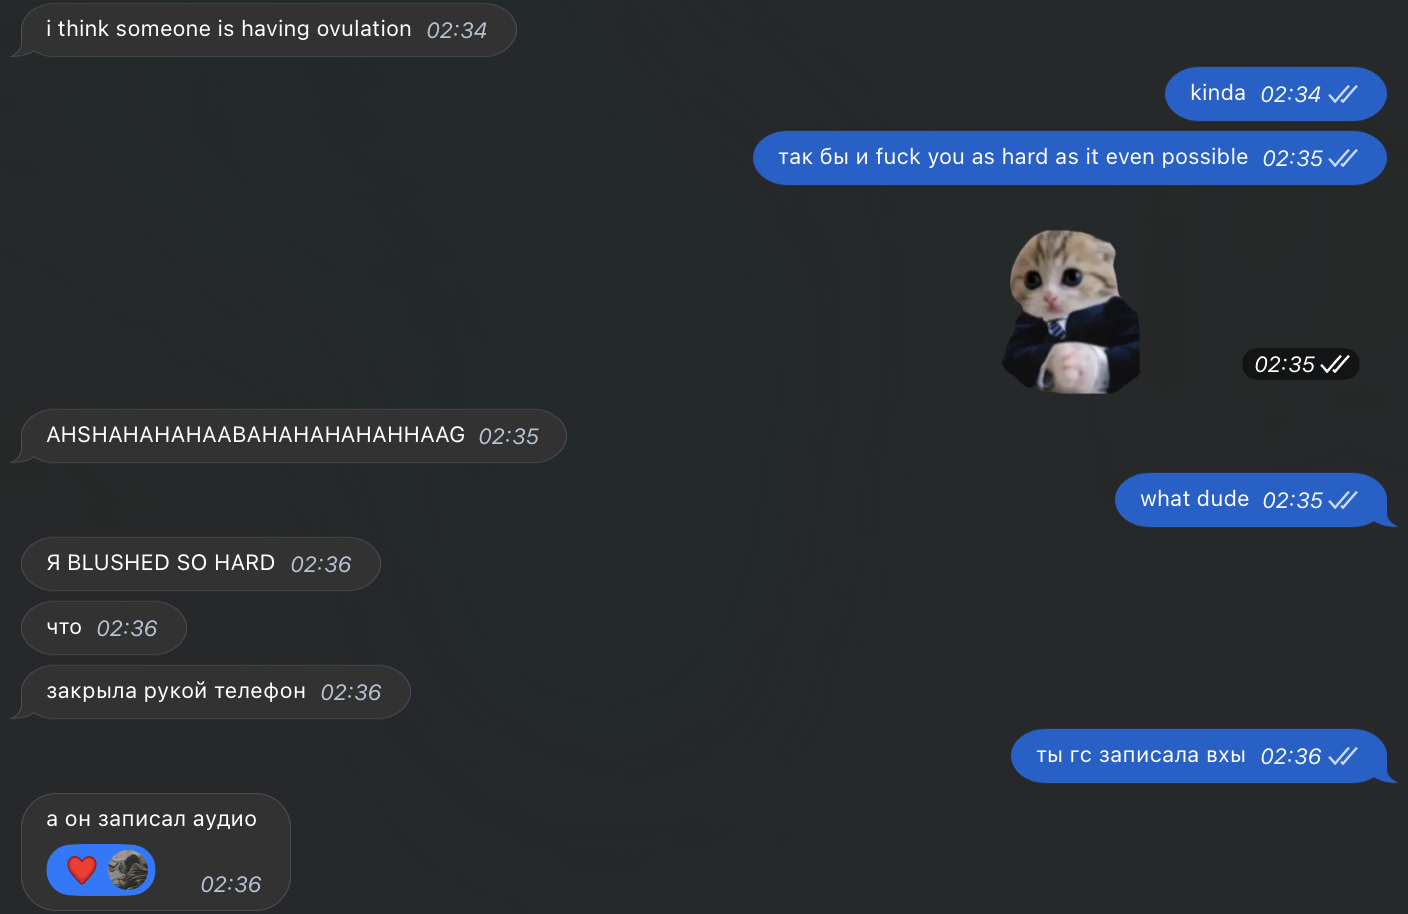 i think someone is having ovulation 02:34
kinda 02:34
так бы и fuck you as hard as it even possible 02:35
02:35
AHSHAHAHAHAABAHAHAHAHAHHAAG 02:35
what dude 02:35
Я BLUSHED SO HARD 02:36
что 02:36
закрыла рукой телефон 02:36
ты гс записала вхы 02:36
а он записал аудио
02:36